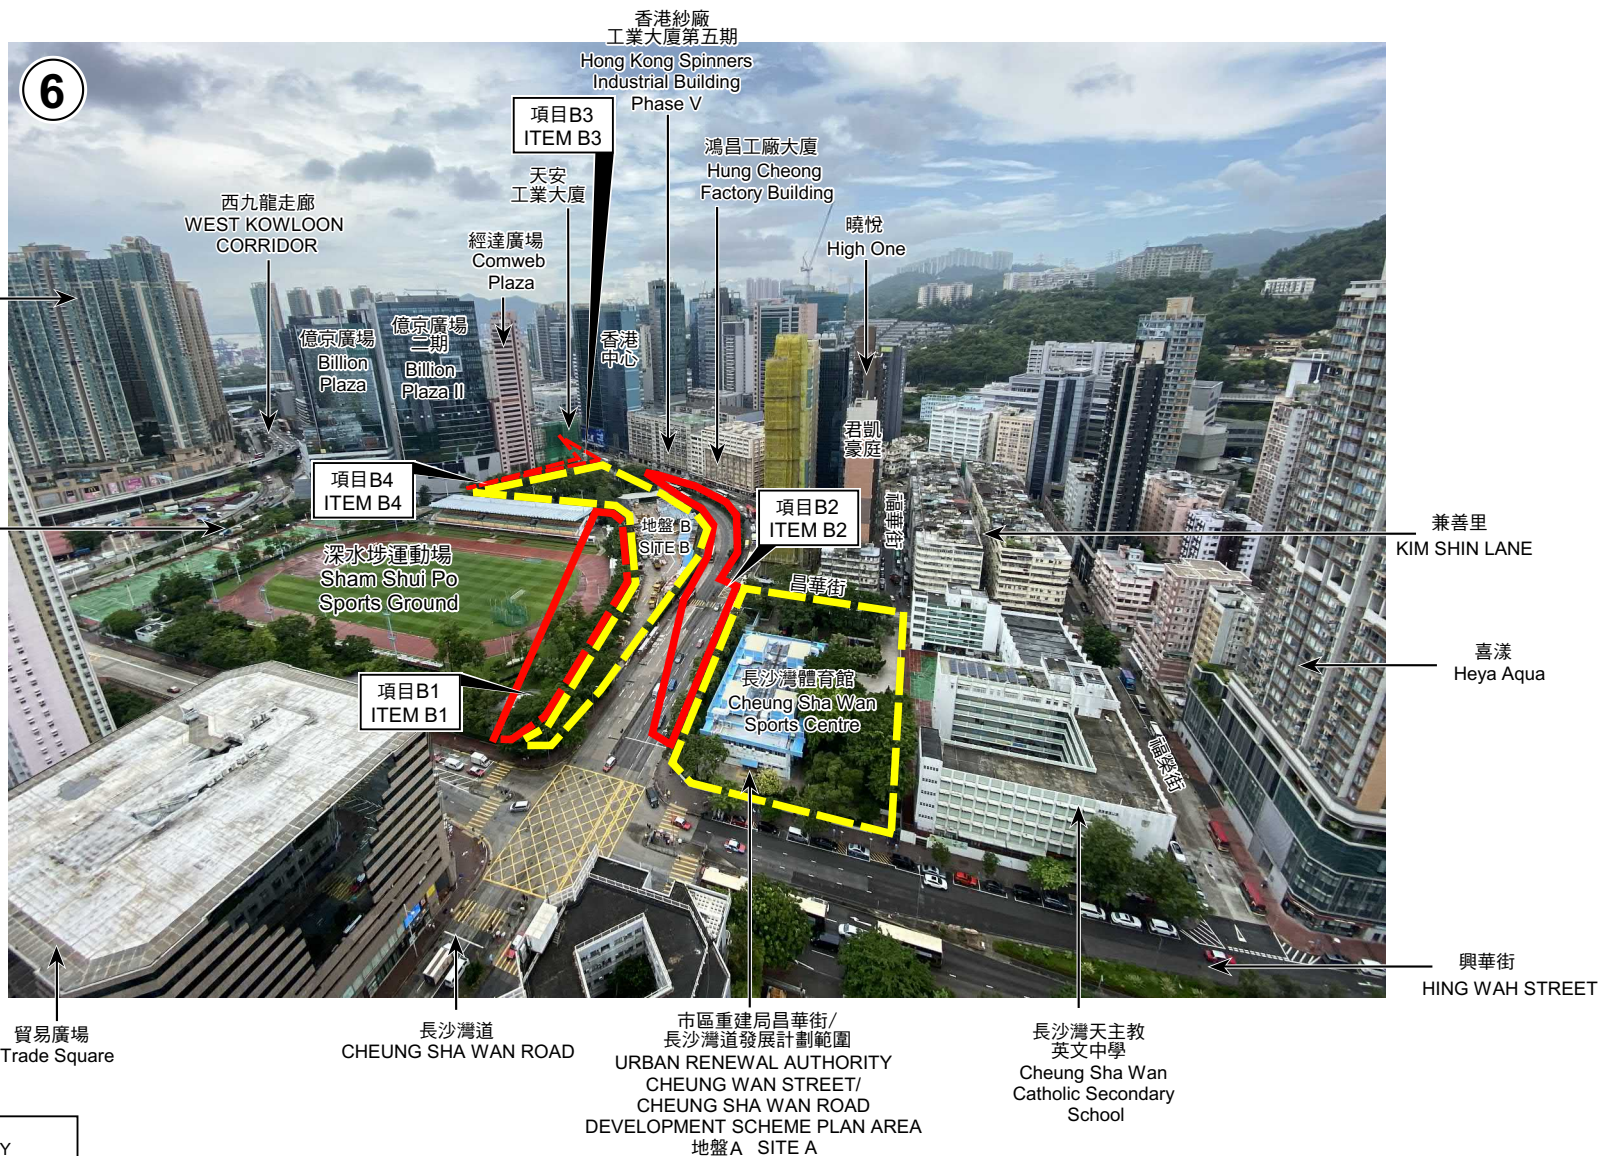 6
香港紗廠
工業大廈第五期
Hong Kong Spinners
Industrial Building
Phase V
項目B3
ITEM B3
鴻昌工廠大廈
Hung Cheong
Factory Building
天安
工業大廈
西九龍走廊
WEST KOWLOON
CORRIDOR
經達廣場
Comweb
Plaza
曉悅
High One
億京廣場
Billion
Plaza
億京廣場
二期
Billion
Plaza II
香港
中心
君凱
豪庭
項目B4
ITEM B4
項目B2
ITEM B2
福華街
地盤 B
SITE B
兼善里
KIM SHIN LANE
深水埗運動場
Sham Shui Po
Sports Ground
昌華街
喜漾
Heya Aqua
項目B1
ITEM B1
長沙灣體育館
Cheung Sha Wan
Sports Centre
福榮街
興華街
HING WAH STREET
貿易廣場
Trade Square
長沙灣道
CHEUNG SHA WAN ROAD
市區重建局昌華街/
長沙灣道發展計劃範圍
URBAN RENEWAL AUTHORITY
CHEUNG WAN STREET/
CHEUNG SHA WAN ROAD
DEVELOPMENT SCHEME PLAN AREA
地盤A SITE A
長沙灣天主教
英文中學
Cheung Sha Wan
Catholic Secondary
School
Y